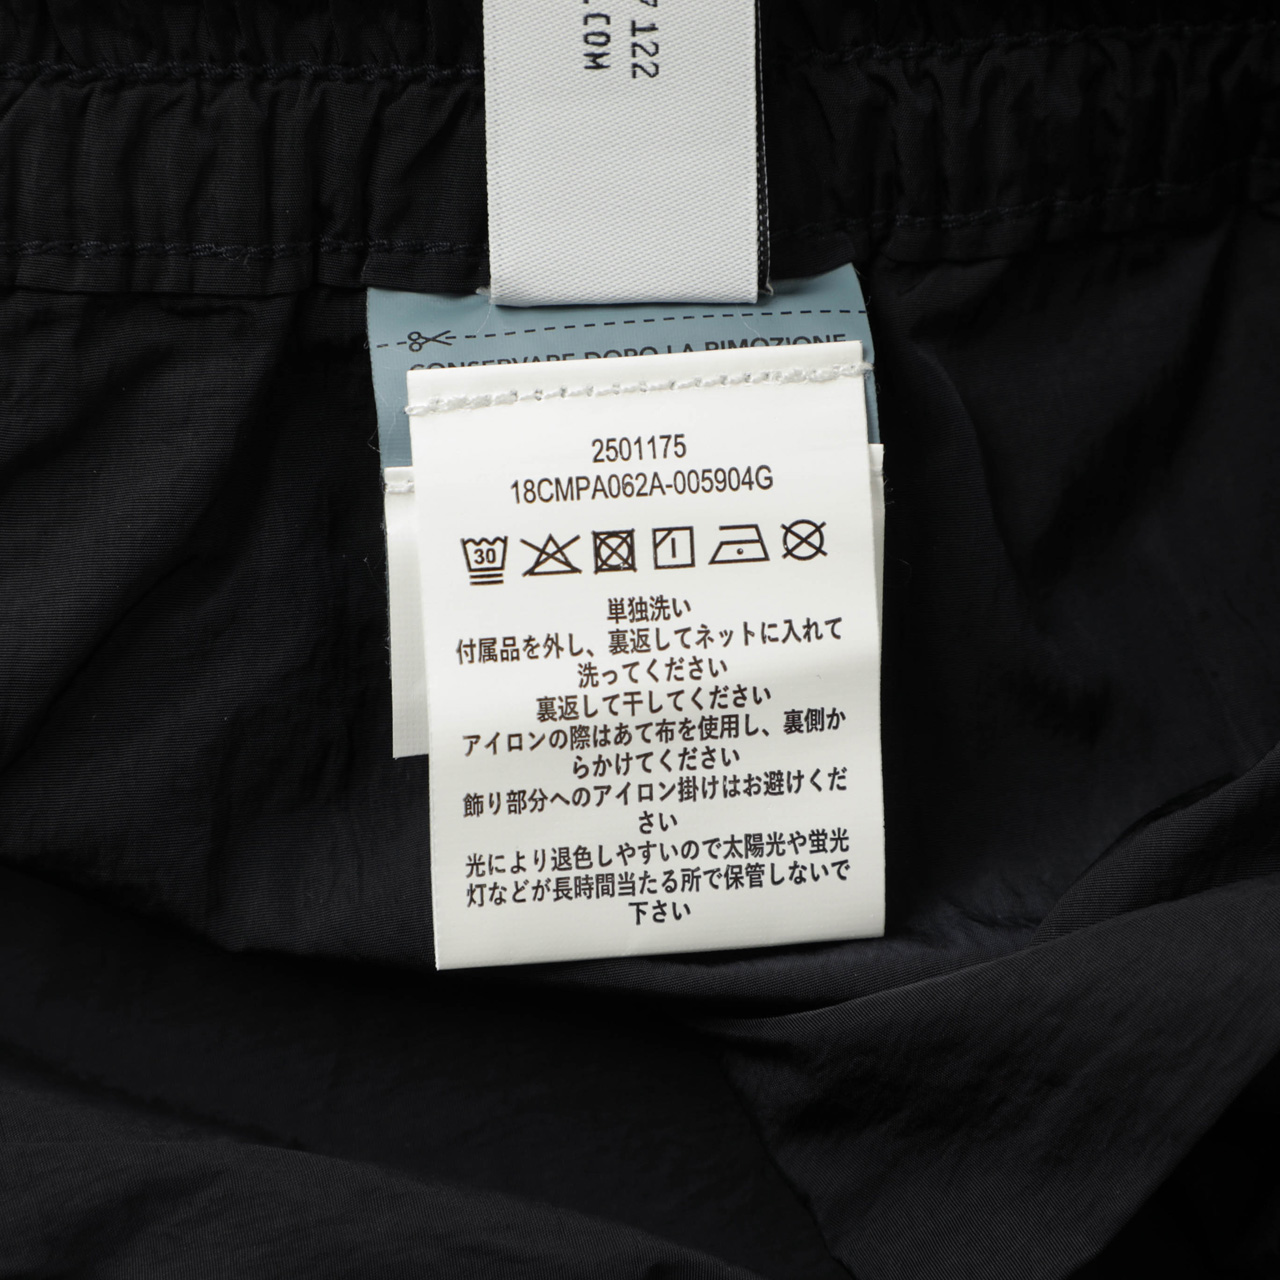 7122
.COM
CONSERVARE DOPO LA RIMOZIONE
2501175
18CMPA062A-005904G
30
単独洗い
付属品を外し、裏返してネットに入れて
洗ってください
裏返して干してください
アイロンの際はあて布を使用し、裏側か
らかけてください
飾り部分へのアイロン掛けはお避けくだ
さい
光により退色しやすいので太陽光や蛍光
灯などが長時間当たる所で保管しないで
下さい